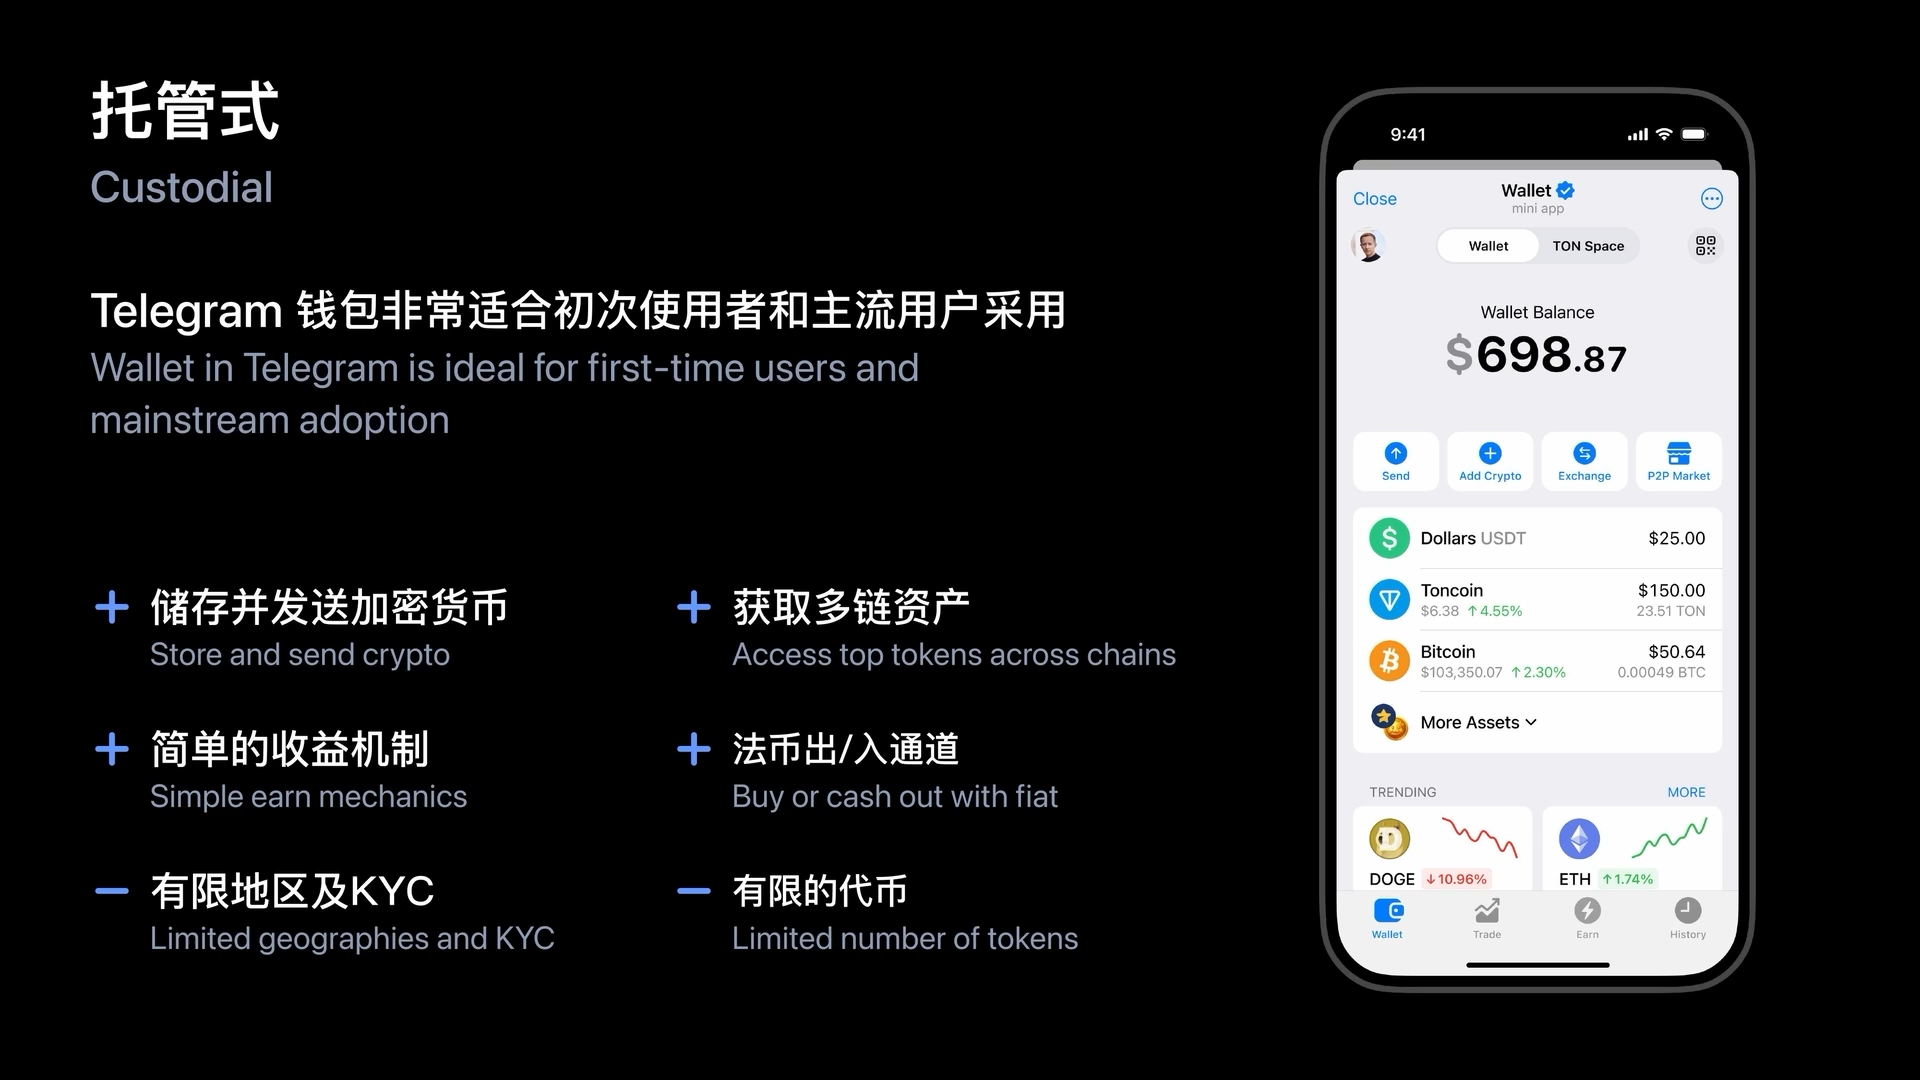 托管式
Custodial
Telegram 钱包非常适合初次使用者和主流用户采用
Wallet in Telegram is ideal for first-time users and
mainstream adoption
储存并发送加密货币
Store and send crypto
获取多链资产
Access top tokens across chains
简单的收益机制
Simple earn mechanics
法币出/入通道
Buy or cash out with fiat
有限地区及KYC
Limited geographies and KYC
有限的代币
Limited number of tokens
9:41
Close
Wallet
mini app
Wallet
TON Space
Wallet Balance
$698.87
Send
Add Crypto
Exchange
P2P Market
Dollars USDT
$25.00
Toncoin
$150.00
$6.38 ↑4.55%
23.51 TON
Bitcoin
$50.64
$103,350.07 ↑2.30%
0.00049 BTC
More Assets
TRENDING
MORE
DOGE ↓10.96%
ETH ↑1.74%
Wallet
Trade
Earn
History